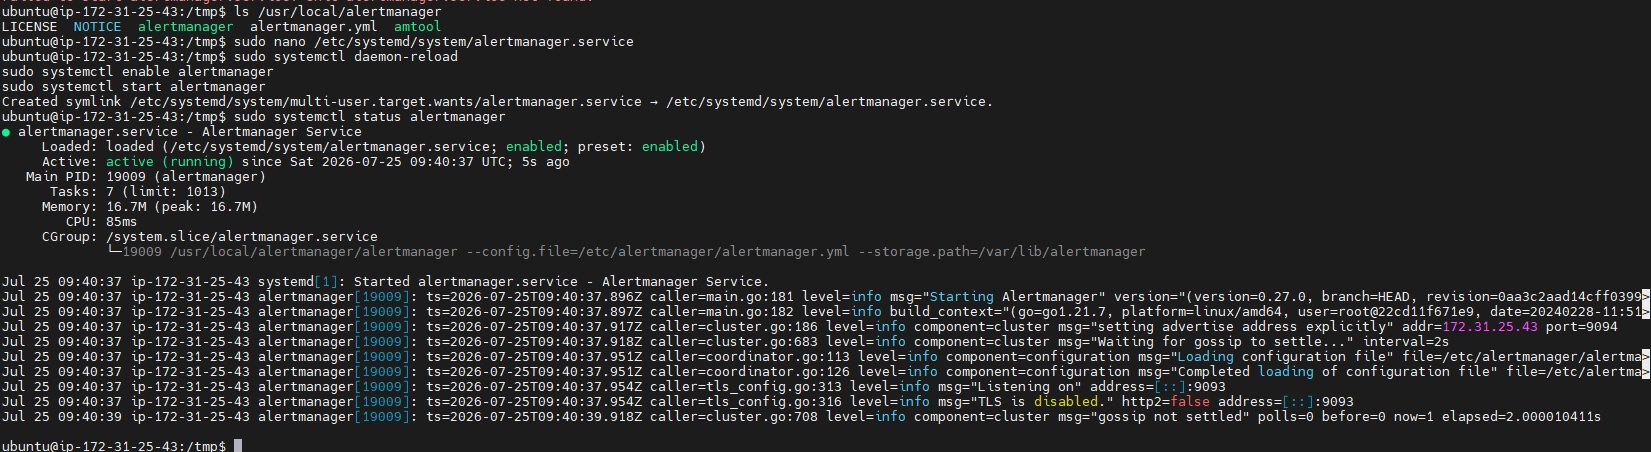 ubuntu@ip-172-31-25-43:/tmp$ ls /usr/local/alertmanager
LICENSE  NOTICE  alertmanager  alertmanager.yml  amtool
ubuntu@ip-172-31-25-43:/tmp$ sudo nano /etc/systemd/system/alertmanager.service
ubuntu@ip-172-31-25-43:/tmp$ sudo systemctl daemon-reload
sudo systemctl enable alertmanager
sudo systemctl start alertmanager
Created symlink /etc/systemd/system/multi-user.target.wants/alertmanager.service → /etc/systemd/system/alertmanager.service.
ubuntu@ip-172-31-25-43:/tmp$ sudo systemctl status alertmanager
● alertmanager.service - Alertmanager Service
     Loaded: loaded (/etc/systemd/system/alertmanager.service; enabled; preset: enabled)
     Active: active (running) since Sat 2026-07-25 09:40:37 UTC; 5s ago
   Main PID: 19009 (alertmanager)
      Tasks: 7 (limit: 1013)
     Memory: 16.7M (peak: 16.7M)
        CPU: 85ms
     CGroup: /system.slice/alertmanager.service
             └─19009 /usr/local/alertmanager/alertmanager --config.file=/etc/alertmanager/alertmanager.yml --storage.path=/var/lib/alertmanager
Jul 25 09:40:37 ip-172-31-25-43 systemd[1]: Started alertmanager.service - Alertmanager Service.
Jul 25 09:40:37 ip-172-31-25-43 alertmanager[19009]: ts=2026-07-25T09:40:37.896Z caller=main.go:181 level=info msg="Starting Alertmanager" version="(version=0.27.0, branch=HEAD, revision=0aa3c2aad14cff0399>
Jul 25 09:40:37 ip-172-31-25-43 alertmanager[19009]: ts=2026-07-25T09:40:37.897Z caller=main.go:182 level=info build_context="(go=go1.21.7, platform=linux/amd64, user=root@22cd11f671e9, date=20240228-11:51>
Jul 25 09:40:37 ip-172-31-25-43 alertmanager[19009]: ts=2026-07-25T09:40:37.917Z caller=cluster.go:186 level=info component=cluster msg="setting advertise address explicitly" addr=172.31.25.43 port=9094
Jul 25 09:40:37 ip-172-31-25-43 alertmanager[19009]: ts=2026-07-25T09:40:37.918Z caller=cluster.go:683 level=info component=cluster msg="Waiting for gossip to settle..." interval=2s
Jul 25 09:40:37 ip-172-31-25-43 alertmanager[19009]: ts=2026-07-25T09:40:37.951Z caller=coordinator.go:113 level=info component=configuration msg="Loading configuration file" file=/etc/alertmanager/alertma>
Jul 25 09:40:37 ip-172-31-25-43 alertmanager[19009]: ts=2026-07-25T09:40:37.951Z caller=coordinator.go:126 level=info component=configuration msg="Completed loading of configuration file" file=/etc/alertma>
Jul 25 09:40:37 ip-172-31-25-43 alertmanager[19009]: ts=2026-07-25T09:40:37.954Z caller=tls_config.go:313 level=info msg="Listening on" address=[::]:9093
Jul 25 09:40:37 ip-172-31-25-43 alertmanager[19009]: ts=2026-07-25T09:40:37.954Z caller=tls_config.go:316 level=info msg="TLS is disabled." http2=false address=[::]:9093
Jul 25 09:40:39 ip-172-31-25-43 alertmanager[19009]: ts=2026-07-25T09:40:39.918Z caller=cluster.go:708 level=info component=cluster msg="gossip not settled" polls=0 before=0 now=1 elapsed=2.000010411s
ubuntu@ip-172-31-25-43:/tmp$